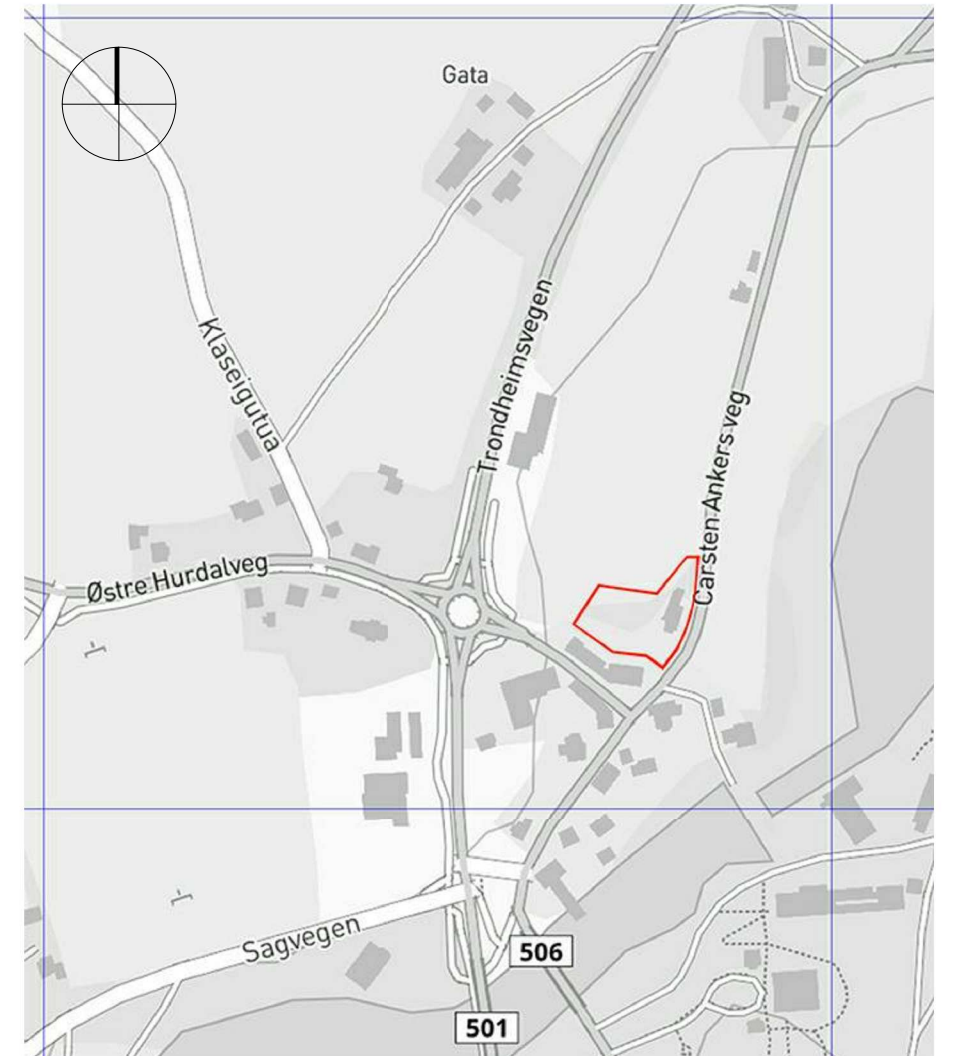 Gata
Klaseigutua
Trondheimsvegen
Carsten Ankers veg
Østre Hurdalveg
Sagvegen
506
501